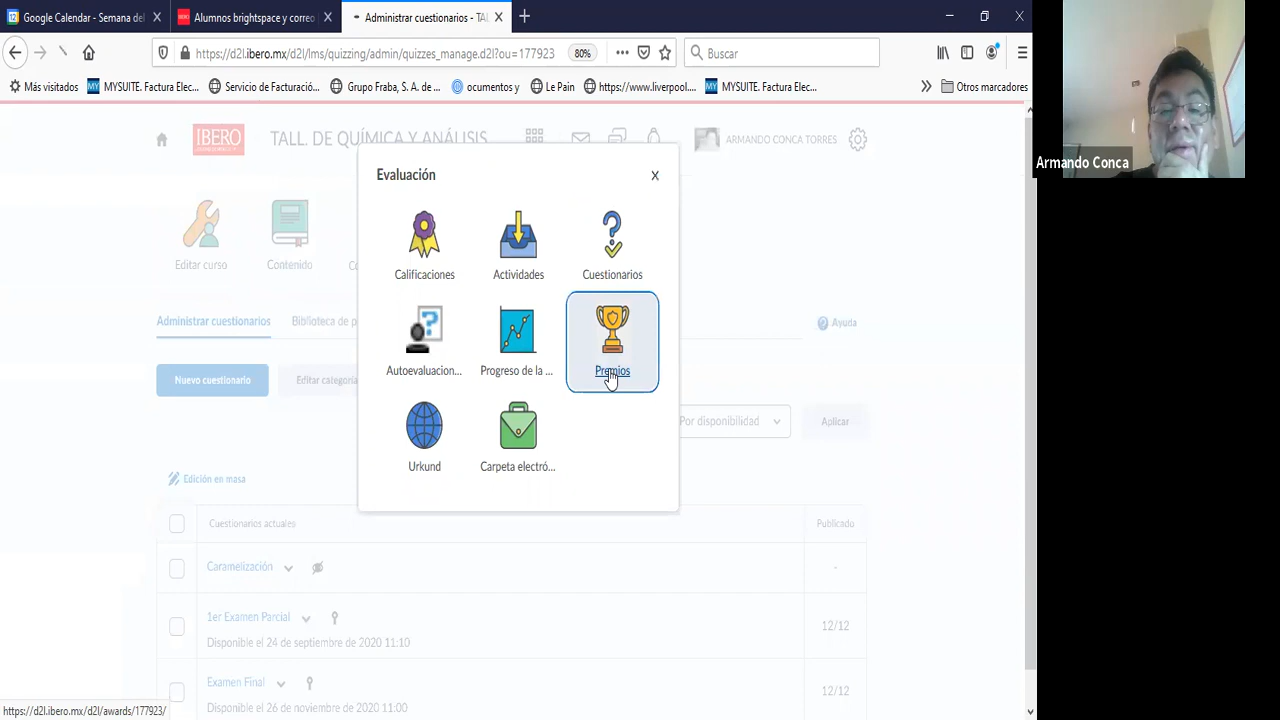 Google Calendar - Semana del
Alumnos brightspace y correo
Administrar cuestionarios - TAL
https://d2l.ibero.mx/d2l/lms/quizzing/admin/quizzes_manage.d2l?ou=177923
80%
Buscar
Más visitados
MYSUITE. Factura Elec...
Servicio de Facturació...
Grupo Fraba, S. A. de ...
ocumentos y
Le Pain
https://www.liverpool....
MYSUITE. Factura Elec...
Otros marcadores
IBERO
TALL. DE QUÍMICA Y ANÁLISIS
ARMANDO CONCA TORRES
Armando Conca
Evaluación
X
Editar curso
Contenido
Calificaciones
Actividades
Cuestionarios
Administrar cuestionarios
Biblioteca de p
Ayuda
Autoevaluacion...
Progreso de la ...
Premios
Nuevo cuestionario
Editar categoría
Por disponibilidad
Aplicar
Urkund
Carpeta electró...
Edición en masa
Cuestionarios actuales
Publicado
Caramelización
-
1er Examen Parcial
12/12
Disponible el 24 de septiembre de 2020 11:10
Examen Final
12/12
Disponible el 26 de noviembre de 2020 11:00
https://d2l.ibero.mx/d2l/awards/177923/